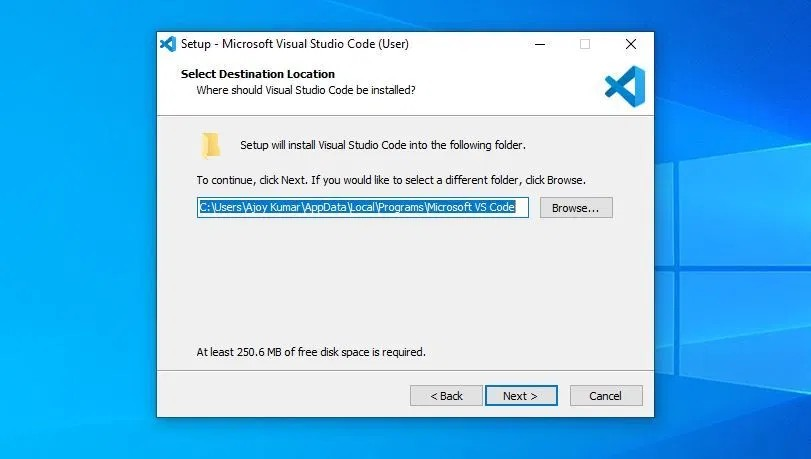 Setup - Microsoft Visual Studio Code (User)
Select Destination Location
Where should Visual Studio Code be installed?
Setup will install Visual Studio Code into the following folder.
To continue, click Next. If you would like to select a different folder, click Browse.
C:\Users\Ajoy Kumar\AppData\Local\Programs\Microsoft VS Code
Browse...
At least 250.6 MB of free disk space is required.
< Back
Next >
Cancel